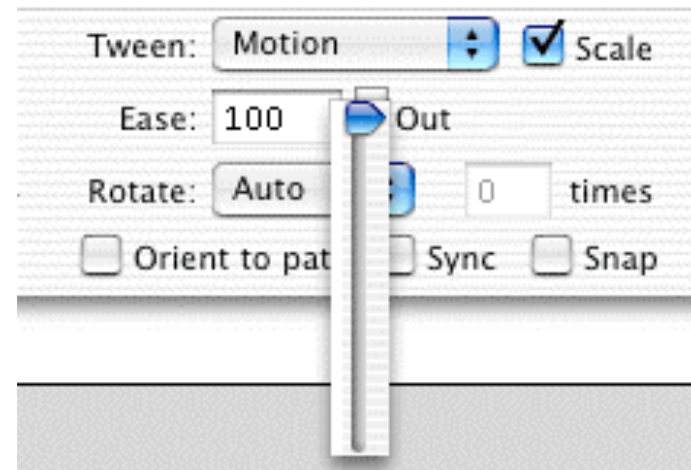 Tween: Motion Scale
Ease: 100 Out
Rotate: Auto 0 times
Orient to pat Sync Snap